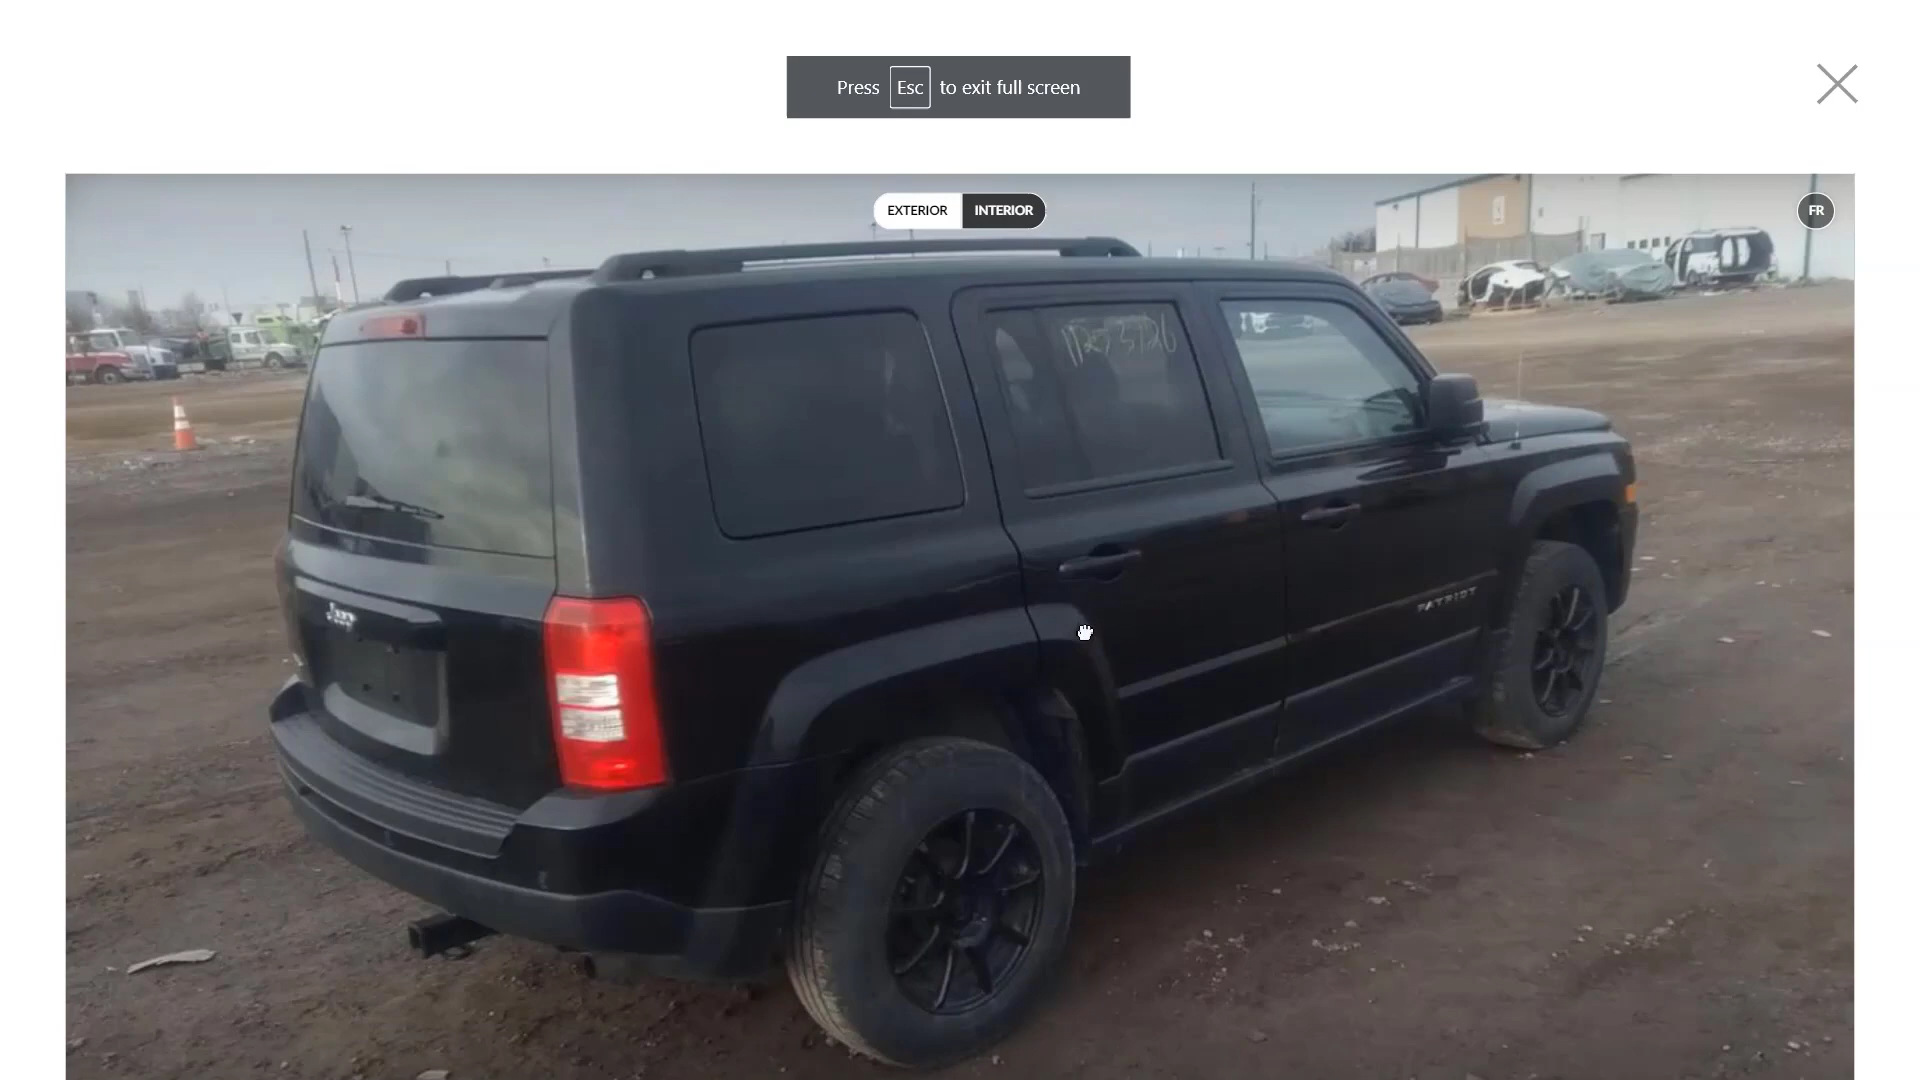 Press Esc to exit full screen
EXTERIOR INTERIOR
FR
Jeep
PATRIOT